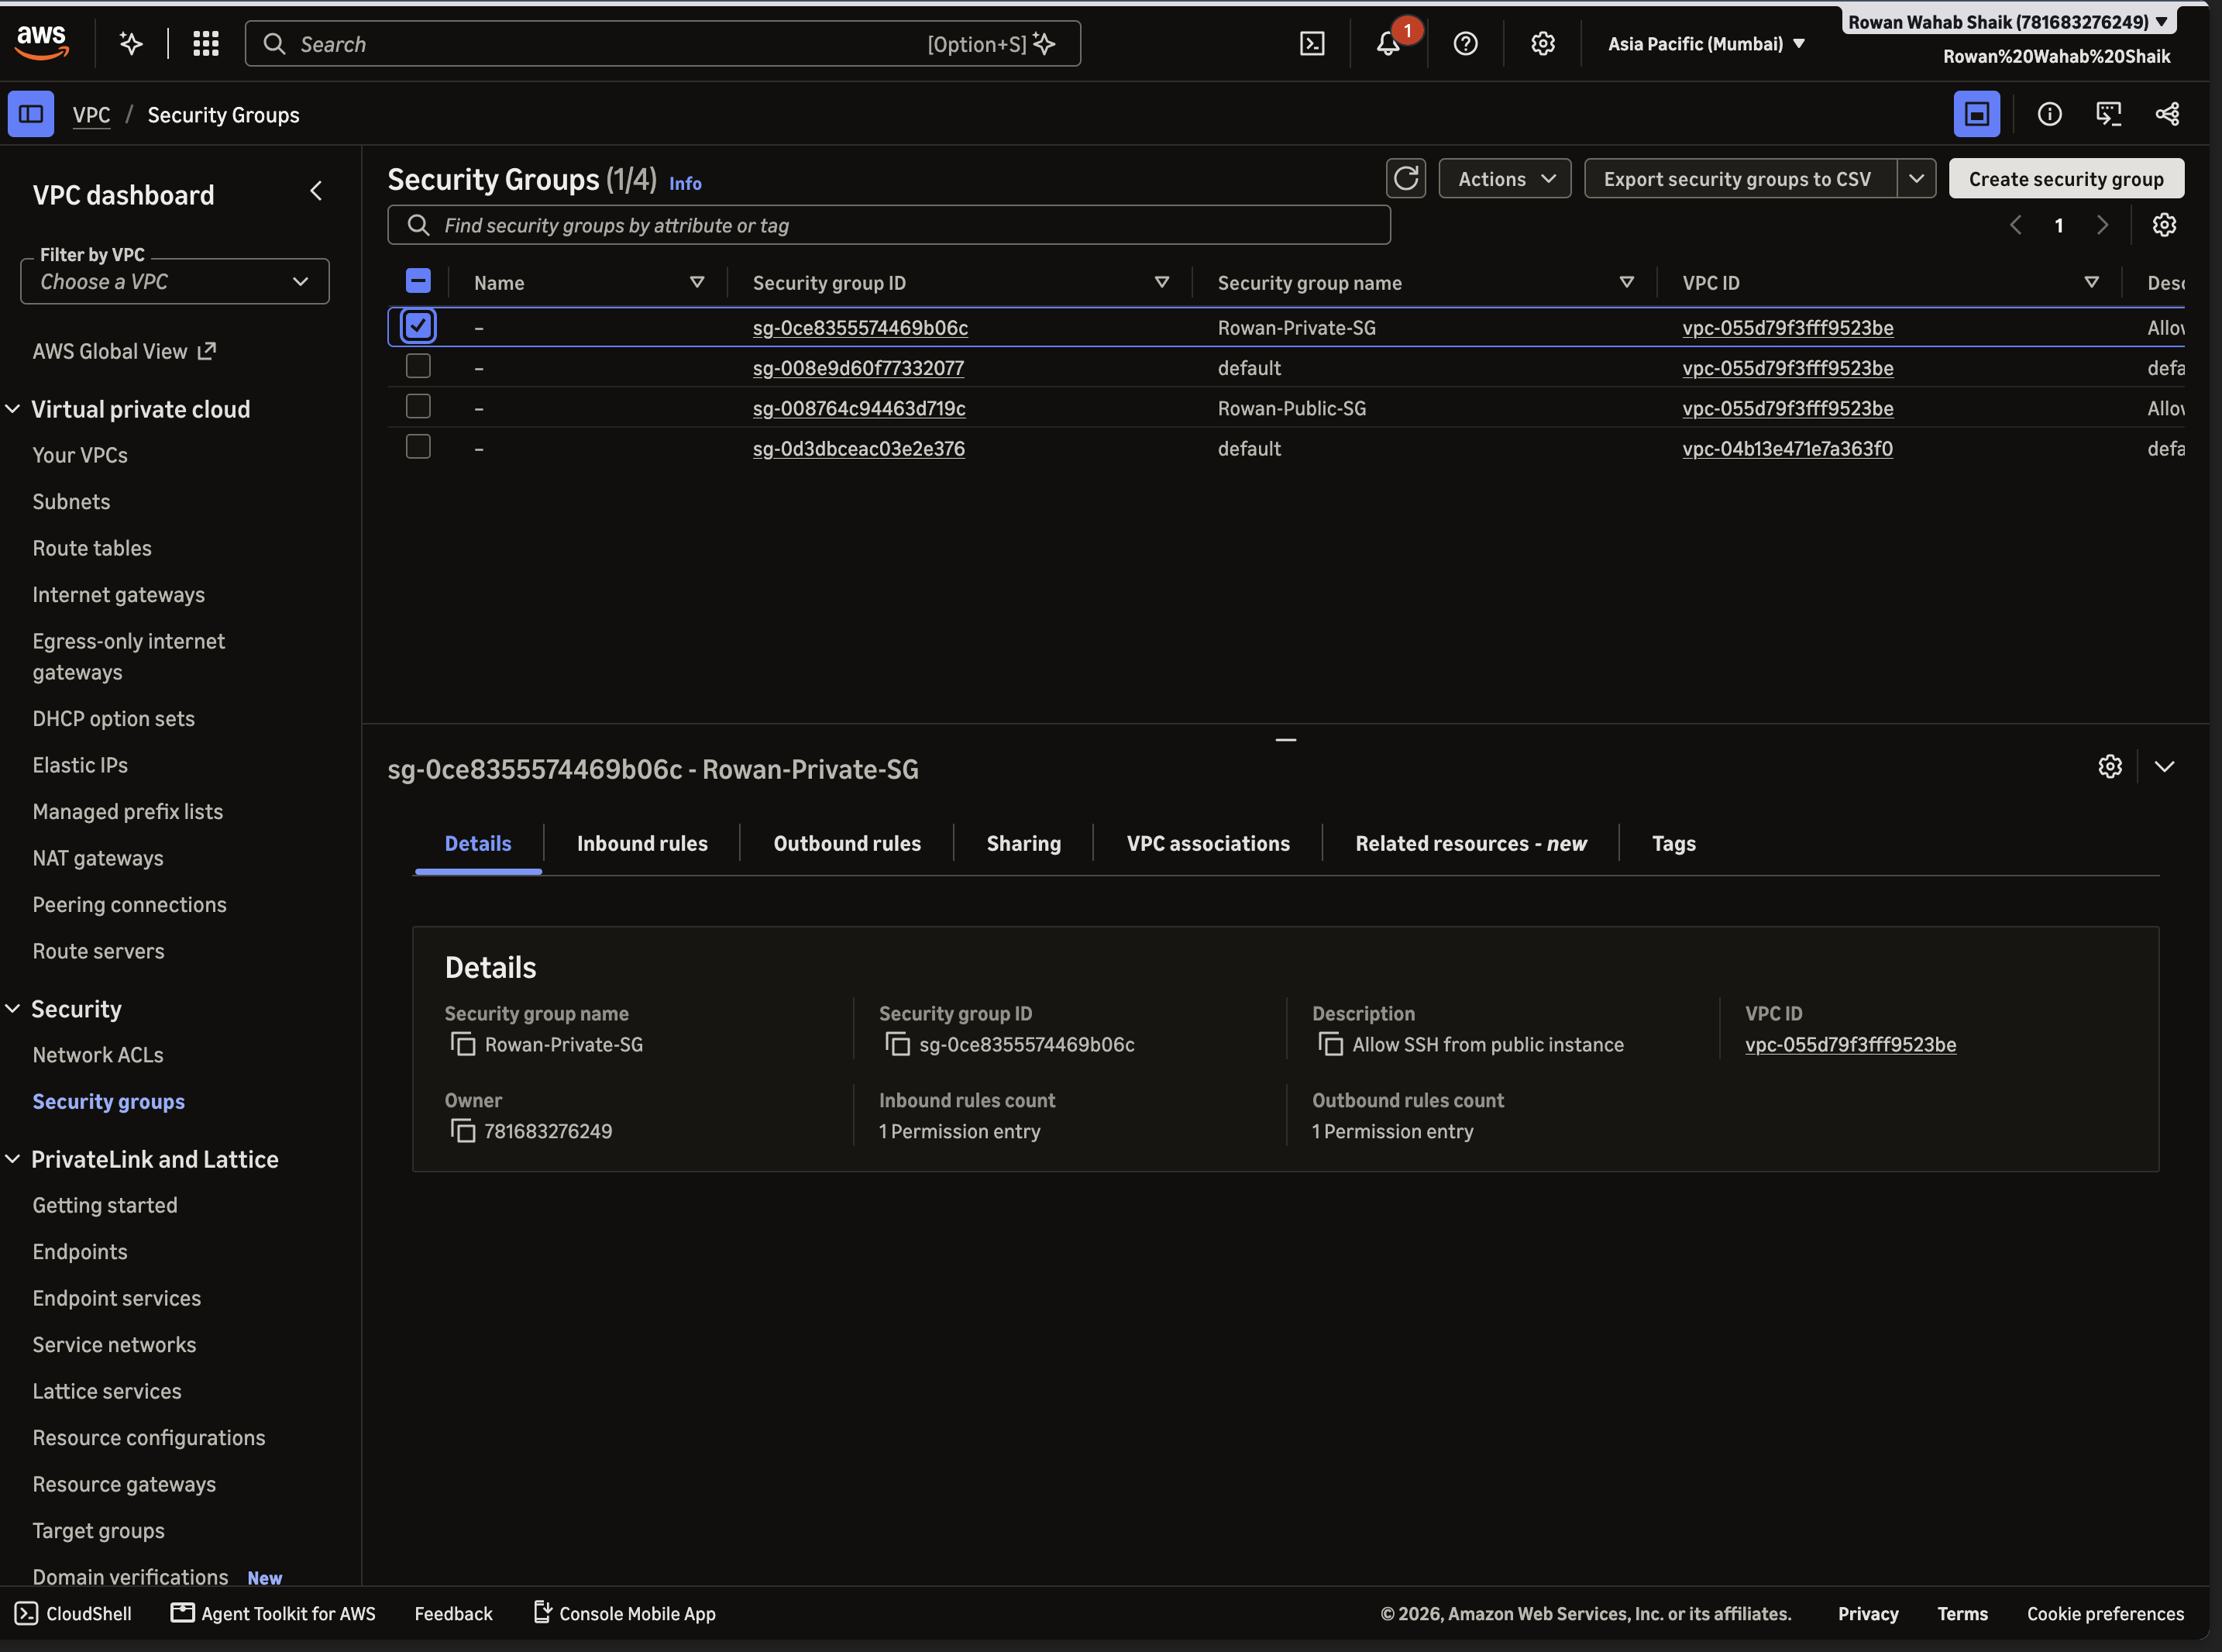 aws
Search [Option+S]
1
Asia Pacific (Mumbai)
Rowan Wahab Shaik (781683276249)
Rowan%20Wahab%20Shaik
VPC / Security Groups
VPC dashboard
Filter by VPC
Choose a VPC
AWS Global View
Virtual private cloud
Your VPCs
Subnets
Route tables
Internet gateways
Egress-only internet
gateways
DHCP option sets
Elastic IPs
Managed prefix lists
NAT gateways
Peering connections
Route servers
Security
Network ACLs
Security groups
PrivateLink and Lattice
Getting started
Endpoints
Endpoint services
Service networks
Lattice services
Resource configurations
Resource gateways
Target groups
Domain verifications New
Security Groups (1/4) Info
Actions
Export security groups to CSV
Create security group
Find security groups by attribute or tag
1
Name Security group ID Security group name VPC ID Desc
– sg-0ce8355574469b06c Rowan-Private-SG vpc-055d79f3fff9523be Allow
– sg-008e9d60f77332077 default vpc-055d79f3fff9523be defa
– sg-008764c94463d719c Rowan-Public-SG vpc-055d79f3fff9523be Allow
– sg-0d3dbceac03e2e376 default vpc-04b13e471e7a363f0 defa
sg-0ce8355574469b06c - Rowan-Private-SG
Details Inbound rules Outbound rules Sharing VPC associations Related resources - new Tags
Details
Security group name Security group ID Description VPC ID
Rowan-Private-SG sg-0ce8355574469b06c Allow SSH from public instance vpc-055d79f3fff9523be
Owner Inbound rules count Outbound rules count
781683276249 1 Permission entry 1 Permission entry
CloudShell Agent Toolkit for AWS Feedback Console Mobile App © 2026, Amazon Web Services, Inc. or its affiliates. Privacy Terms Cookie preferences